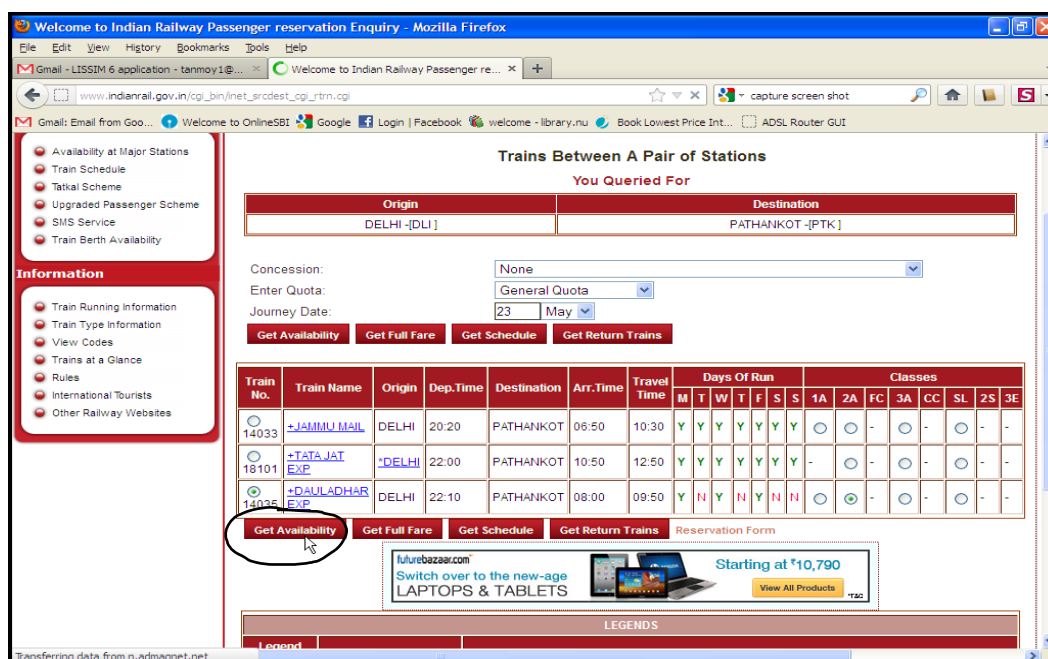 Welcome to Indian Railway Passenger reservation Enquiry - Mozilla Firefox
File Edit View History Bookmarks Tools Help
Gmail - LISSIM 6 application - tanmoy1@... × Welcome to Indian Railway Passenger re... × +
www.indianrail.gov.in/cgi_bin/inet_srcdest_cgi_rtrn.cgi capture screen shot
Gmail: Email from Goo... Welcome to OnlineSBI Google Login | Facebook welcome - library.nu Book Lowest Price Int... ADSL Router GUI
Availability at Major Stations
Train Schedule
Tatkal Scheme
Upgraded Passenger Scheme
SMS Service
Train Berth Availability
Information
Train Running Information
Train Type Information
View Codes
Trains at a Glance
Rules
International Tourists
Other Railway Websites
Trains Between A Pair of Stations
You Queried For
Origin Destination
DELHI -[DLI ] PATHANKOT -[PTK ]
Concession: None
Enter Quota: General Quota
Journey Date: 23 May
Get Availability Get Full Fare Get Schedule Get Return Trains
Train No. Train Name Origin Dep.Time Destination Arr.Time Travel Time Days Of Run Classes
M T W T F S S 1A 2A FC 3A CC SL 2S 3E
14033 +JAMMU MAIL DELHI 20:20 PATHANKOT 06:50 10:30 Y Y Y Y Y Y Y - - - -
18101 +TATA JAT EXP *DELHI 22:00 PATHANKOT 10:50 12:50 Y Y Y Y Y Y Y - - - - -
14035 +DAULADHAR EXP DELHI 22:10 PATHANKOT 08:00 09:50 Y N Y N Y N N - - - -
Get Availability Get Full Fare Get Schedule Get Return Trains Reservation Form
futurebazaar.com
Switch over to the new-age
LAPTOPS & TABLETS
Starting at ₹10,790
View All Products
*T&C
LEGENDS
Legend
Transferring data from n.admagnet.net